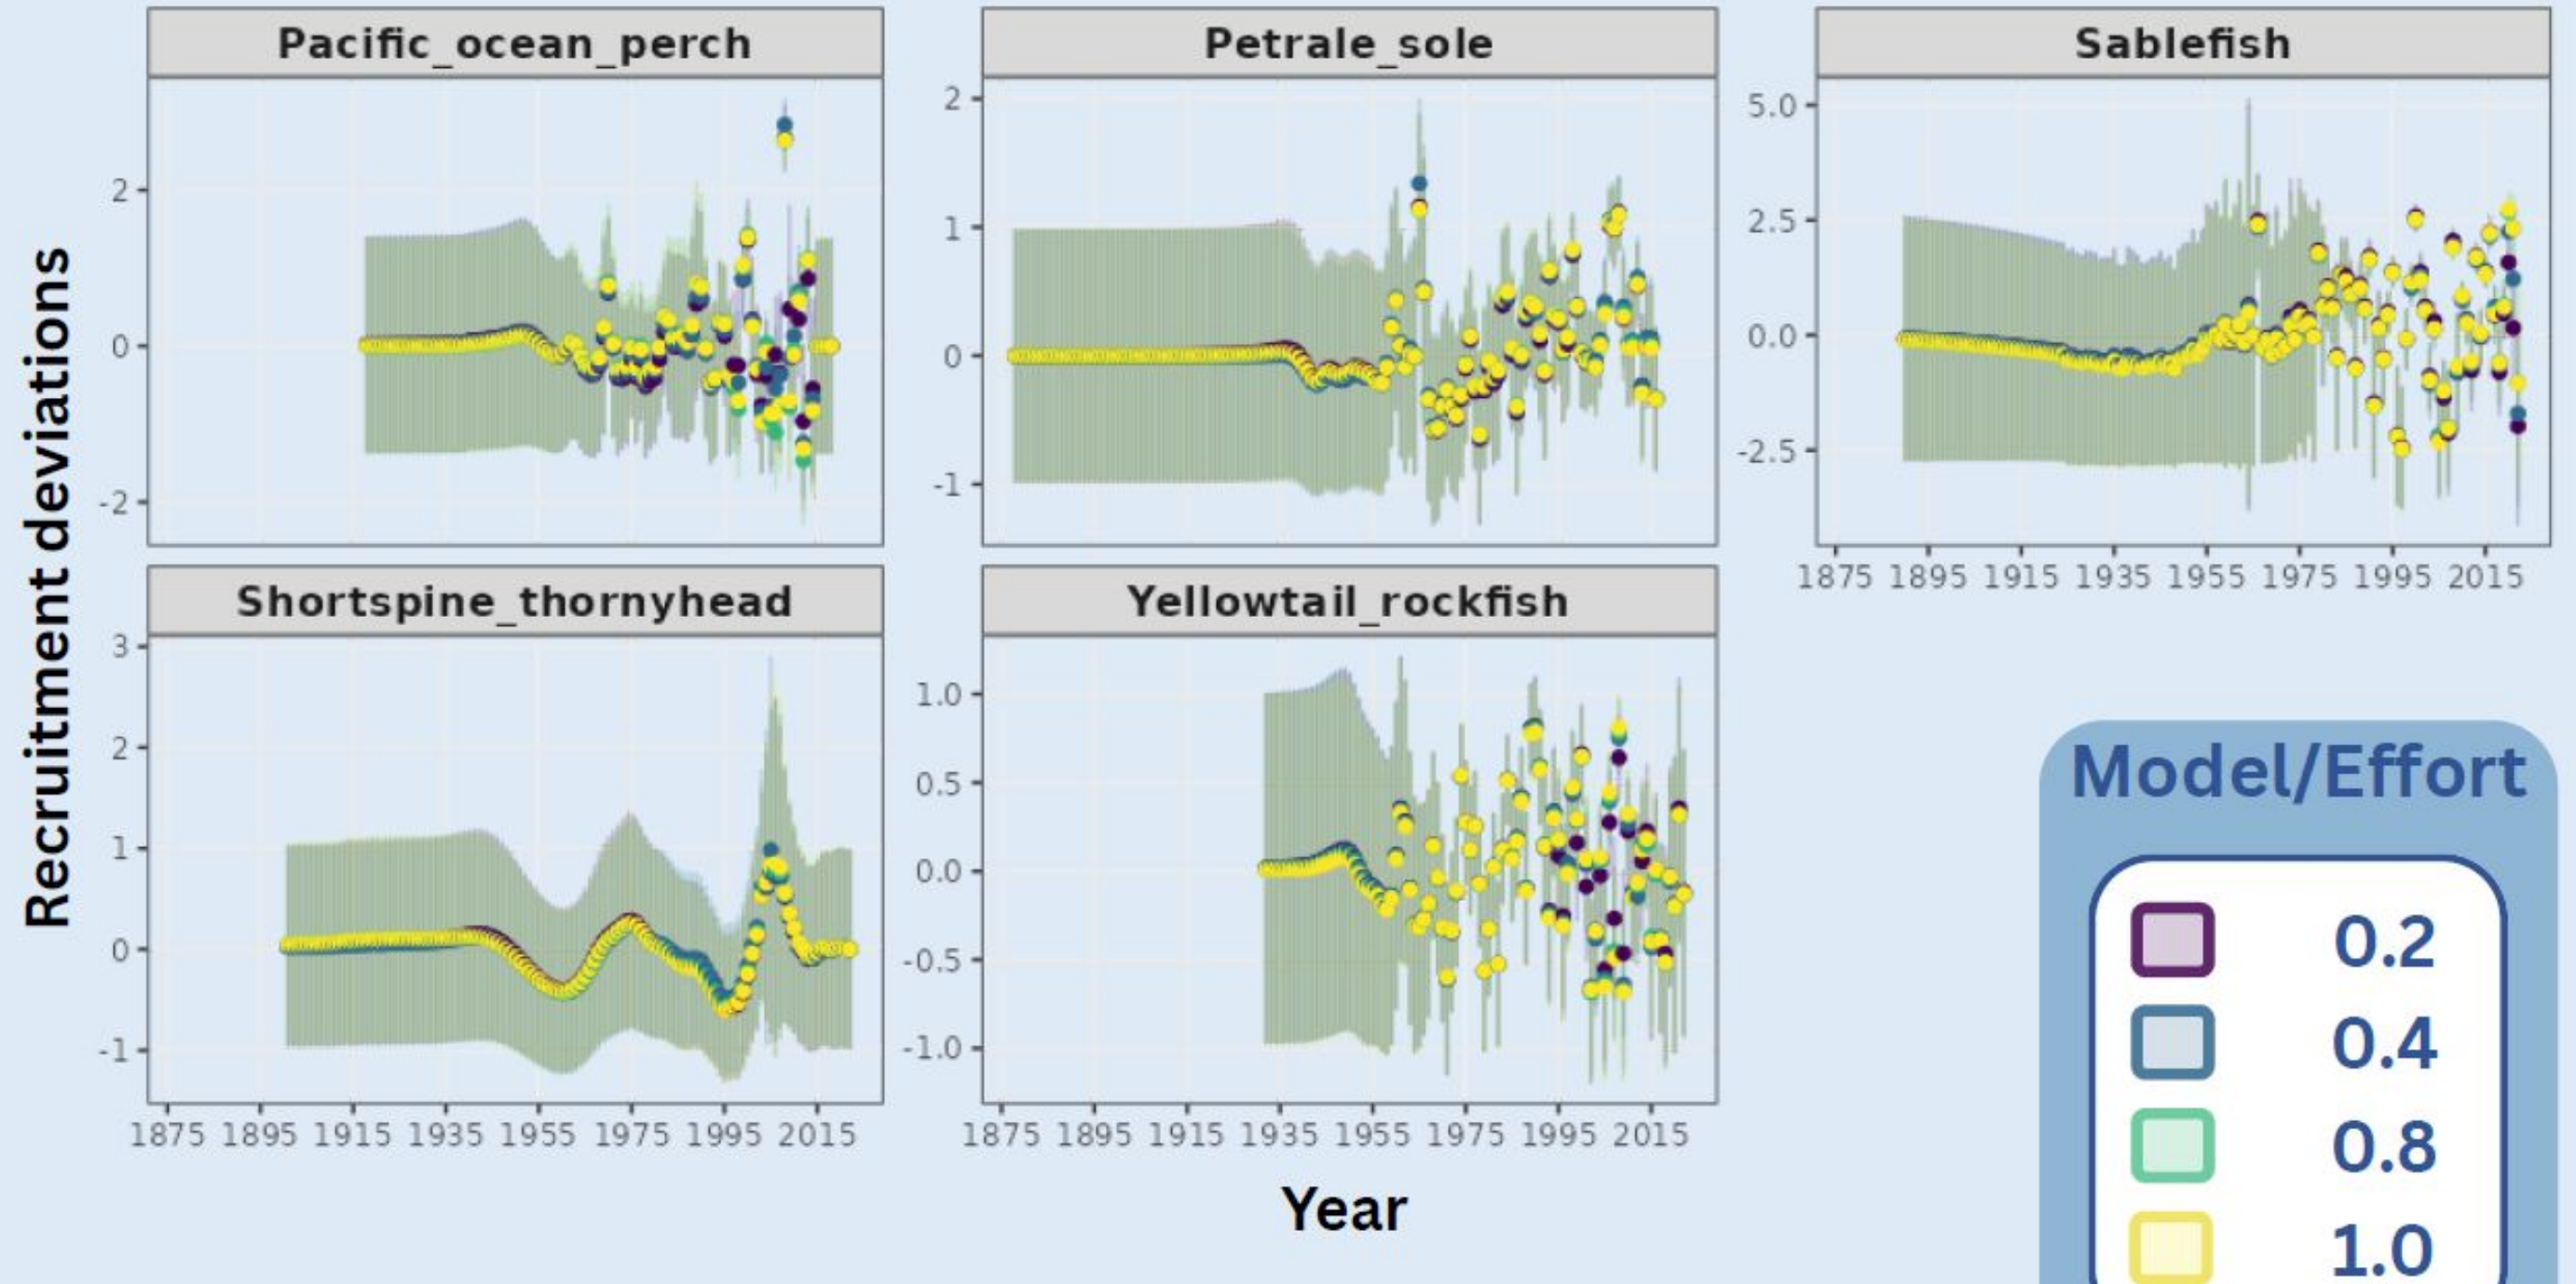 Pacific_ocean_perch
Petrale_sole
Sablefish
2
0
-2
2
1
0
-1
5.0
2.5
0.0
-2.5
1875 1895 1915 1935 1955 1975 1995 2015
Shortspine_thornyhead
Yellowtail_rockfish
3
2
1
0
-1
1.0
0.5
0.0
-0.5
-1.0
1875 1895 1915 1935 1955 1975 1995 2015
1875 1895 1915 1935 1955 1975 1995 2015
Recruitment deviations
Year
Model/Effort
0.2
0.4
0.8
1.0